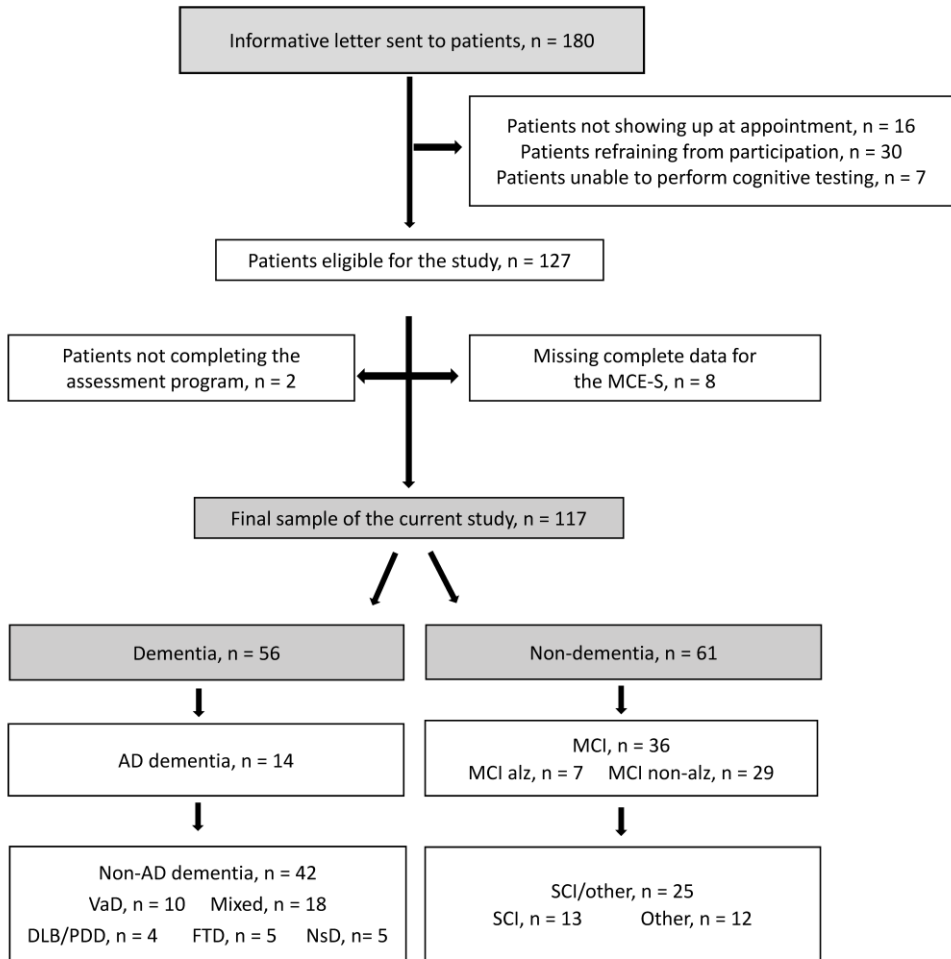 Informative letter sent to patients, n = 180
Patients not showing up at appointment, n = 16
Patients refraining from participation, n = 30
Patients unable to perform cognitive testing, n = 7
Patients eligible for the study, n = 127
Patients not completing the
assessment program, n = 2
Missing complete data for
the MCE-S, n = 8
Final sample of the current study, n = 117
Dementia, n = 56
Non-dementia, n = 61
AD dementia, n = 14
MCI, n = 36
MCI alz, n = 7 MCI non-alz, n = 29
Non-AD dementia, n = 42
VaD, n = 10 Mixed, n = 18
DLB/PDD, n = 4 FTD, n = 5 NsD, n= 5
SCI/other, n = 25
SCI, n = 13 Other, n = 12